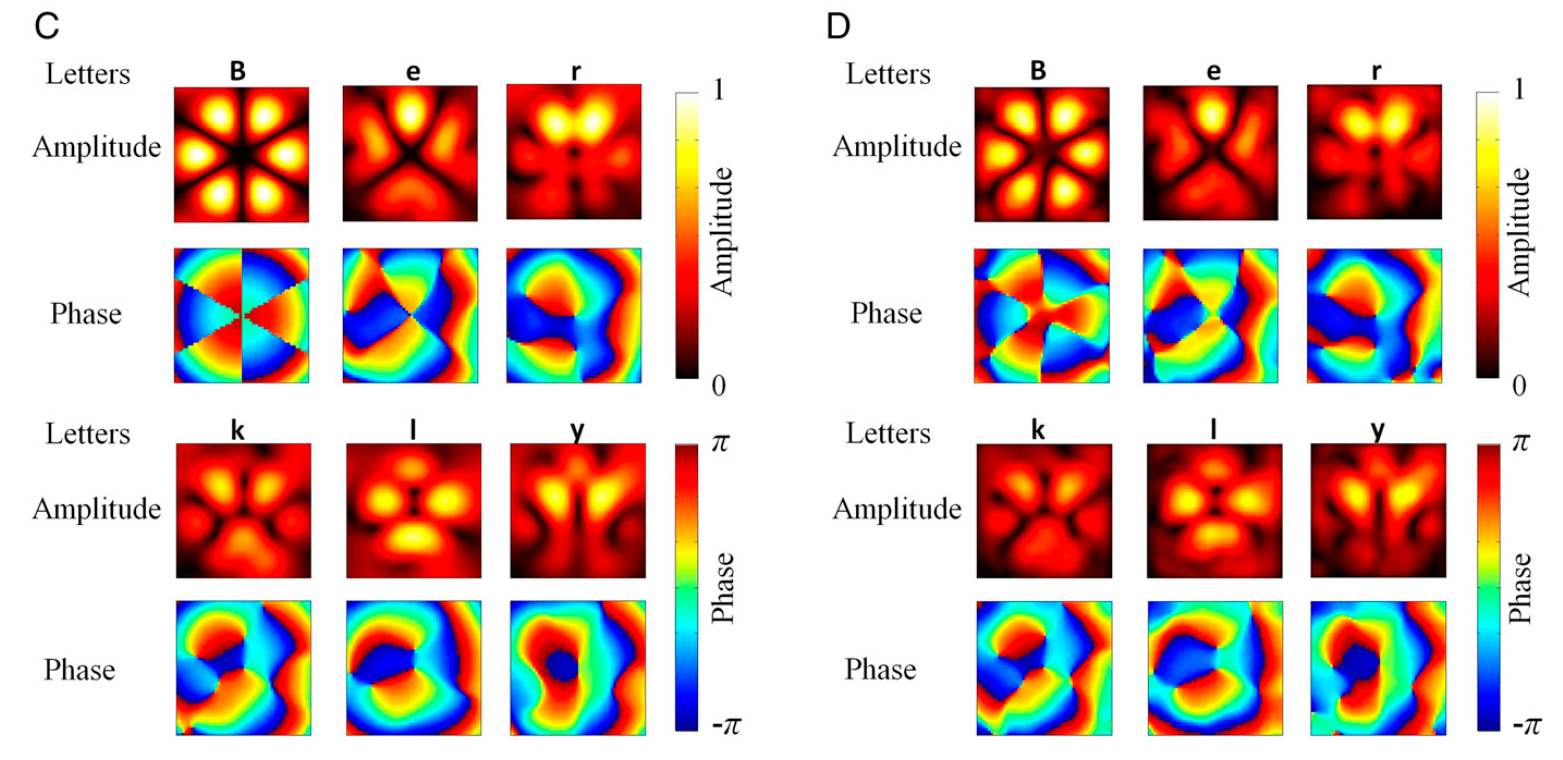 C
Letters B e r
Amplitude
1
Amplitude
0
Phase
Letters k l y
π
Amplitude
Phase
-π
Phase
D
Letters B e r
Amplitude
1
Amplitude
0
Phase
Letters k l y
π
Amplitude
Phase
-π
Phase